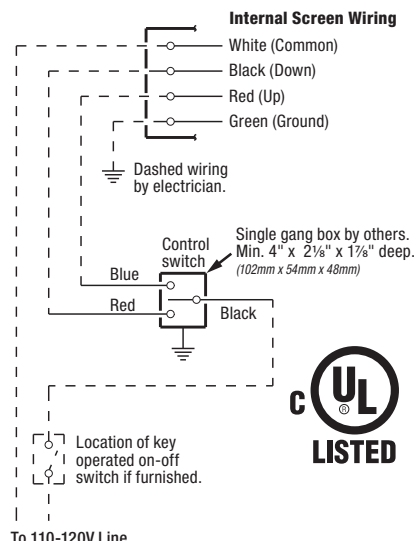 Internal Screen Wiring
White (Common)
Black (Down)
Red (Up)
Green (Ground)
Dashed wiring
by electrician.
Single gang box by others.
Min. 4" x 2⅛" x 1⅞" deep.
(102mm x 54mm x 48mm)
Control
switch
Blue
Red
Black
C UL ®
LISTED
Location of key
operated on-off
switch if furnished.
To 110-120V Line